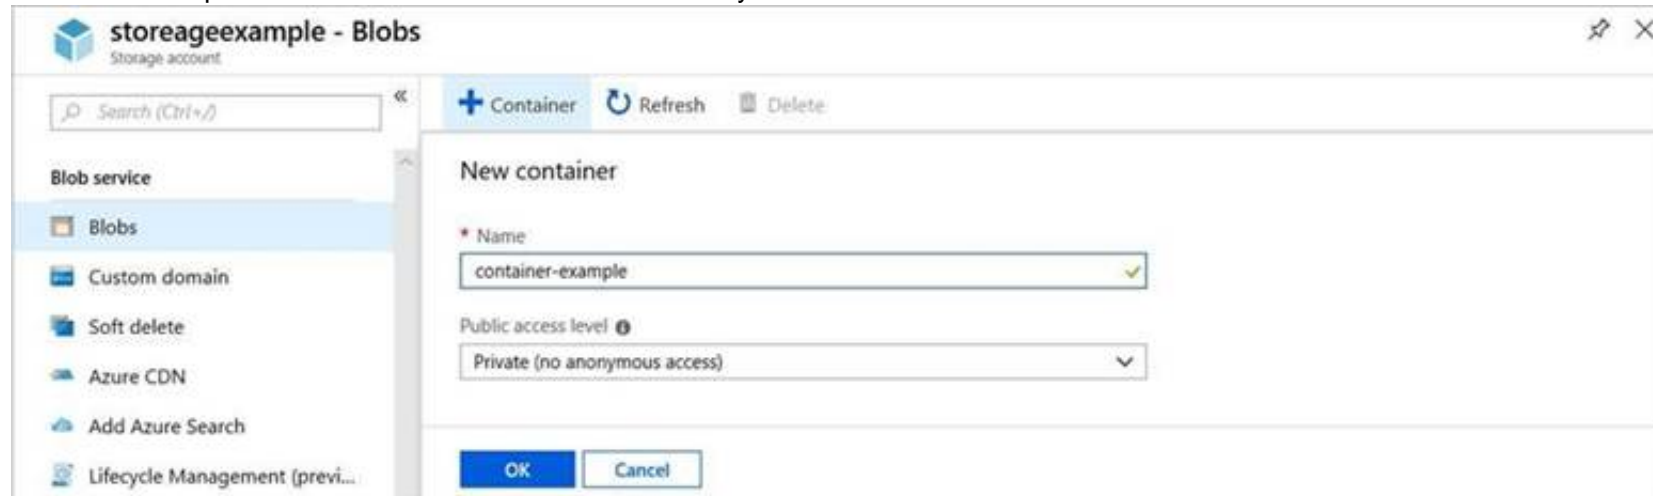 storeageexample - Blobs
Storage account
Search (Ctrl+/)
«
Container
Refresh
Delete
Blob service
Blobs
Custom domain
Soft delete
Azure CDN
Add Azure Search
Lifecycle Management (previ...
New container
* Name
container-example
Public access level
Private (no anonymous access)
OK
Cancel